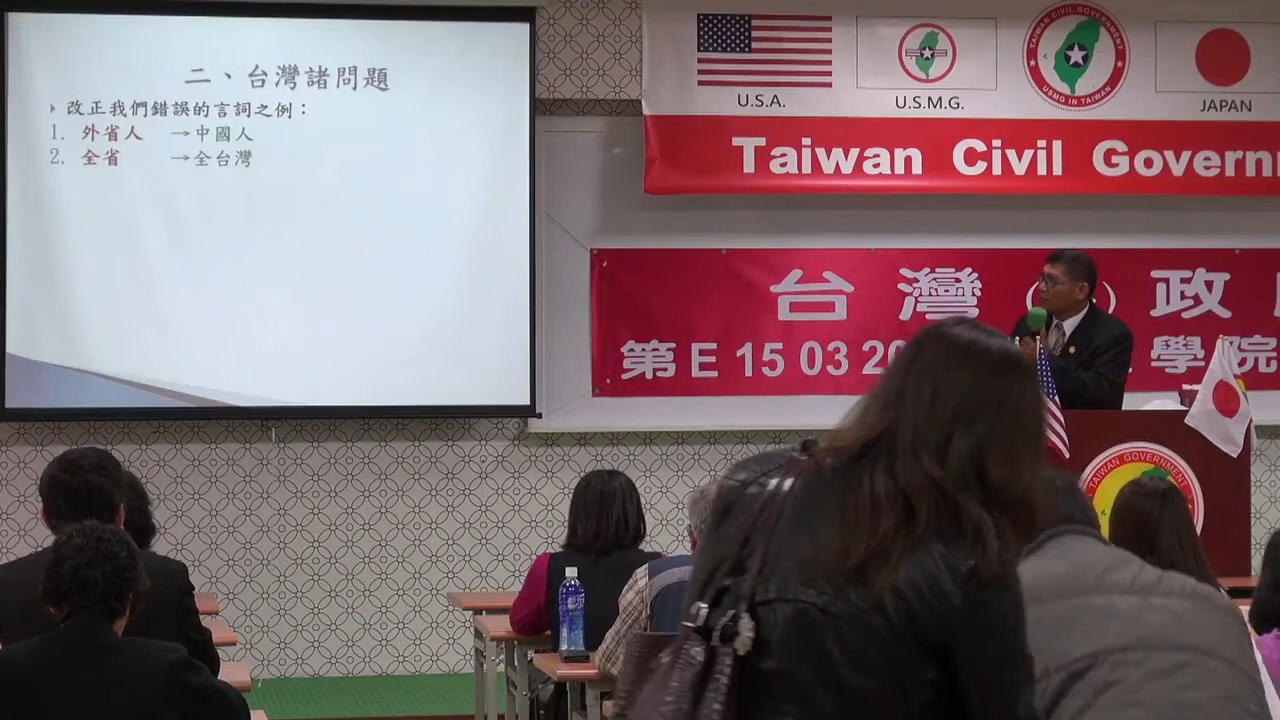 二、台灣諸問題
改正我們錯誤的言詞之例：
1. 外省人 →中國人
2. 全省 →全台灣
U.S.A.
U.S.M.G.
TAIWAN CIVIL GOVERNMENT
USMG IN TAIWAN
JAPAN
Taiwan Civil Governm
台灣( )政
第E 15 03 20
學院
TAIWAN GOVERNMENT